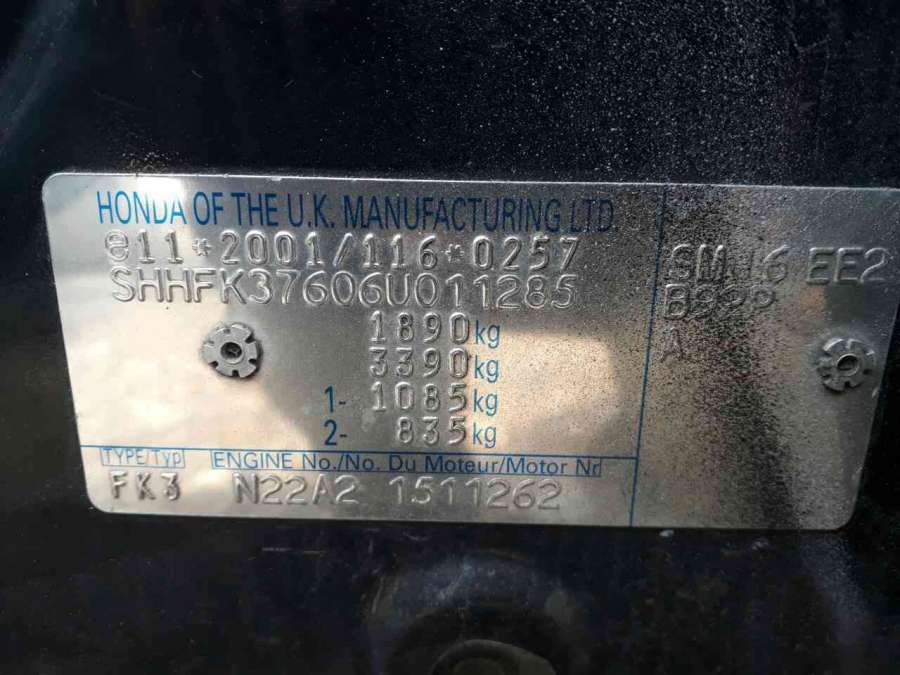 HONDA OF THE U.K. MANUFACTURING LTD.
e11*2001/116*0257
SHHFK37606U011285
1890kg
3390kg
1- 1085kg
2- 835kg
EE2
A
TYPE/TYP ENGINE No./No. Du Moteur/Motor Nr
FK3 N22A2 1511262